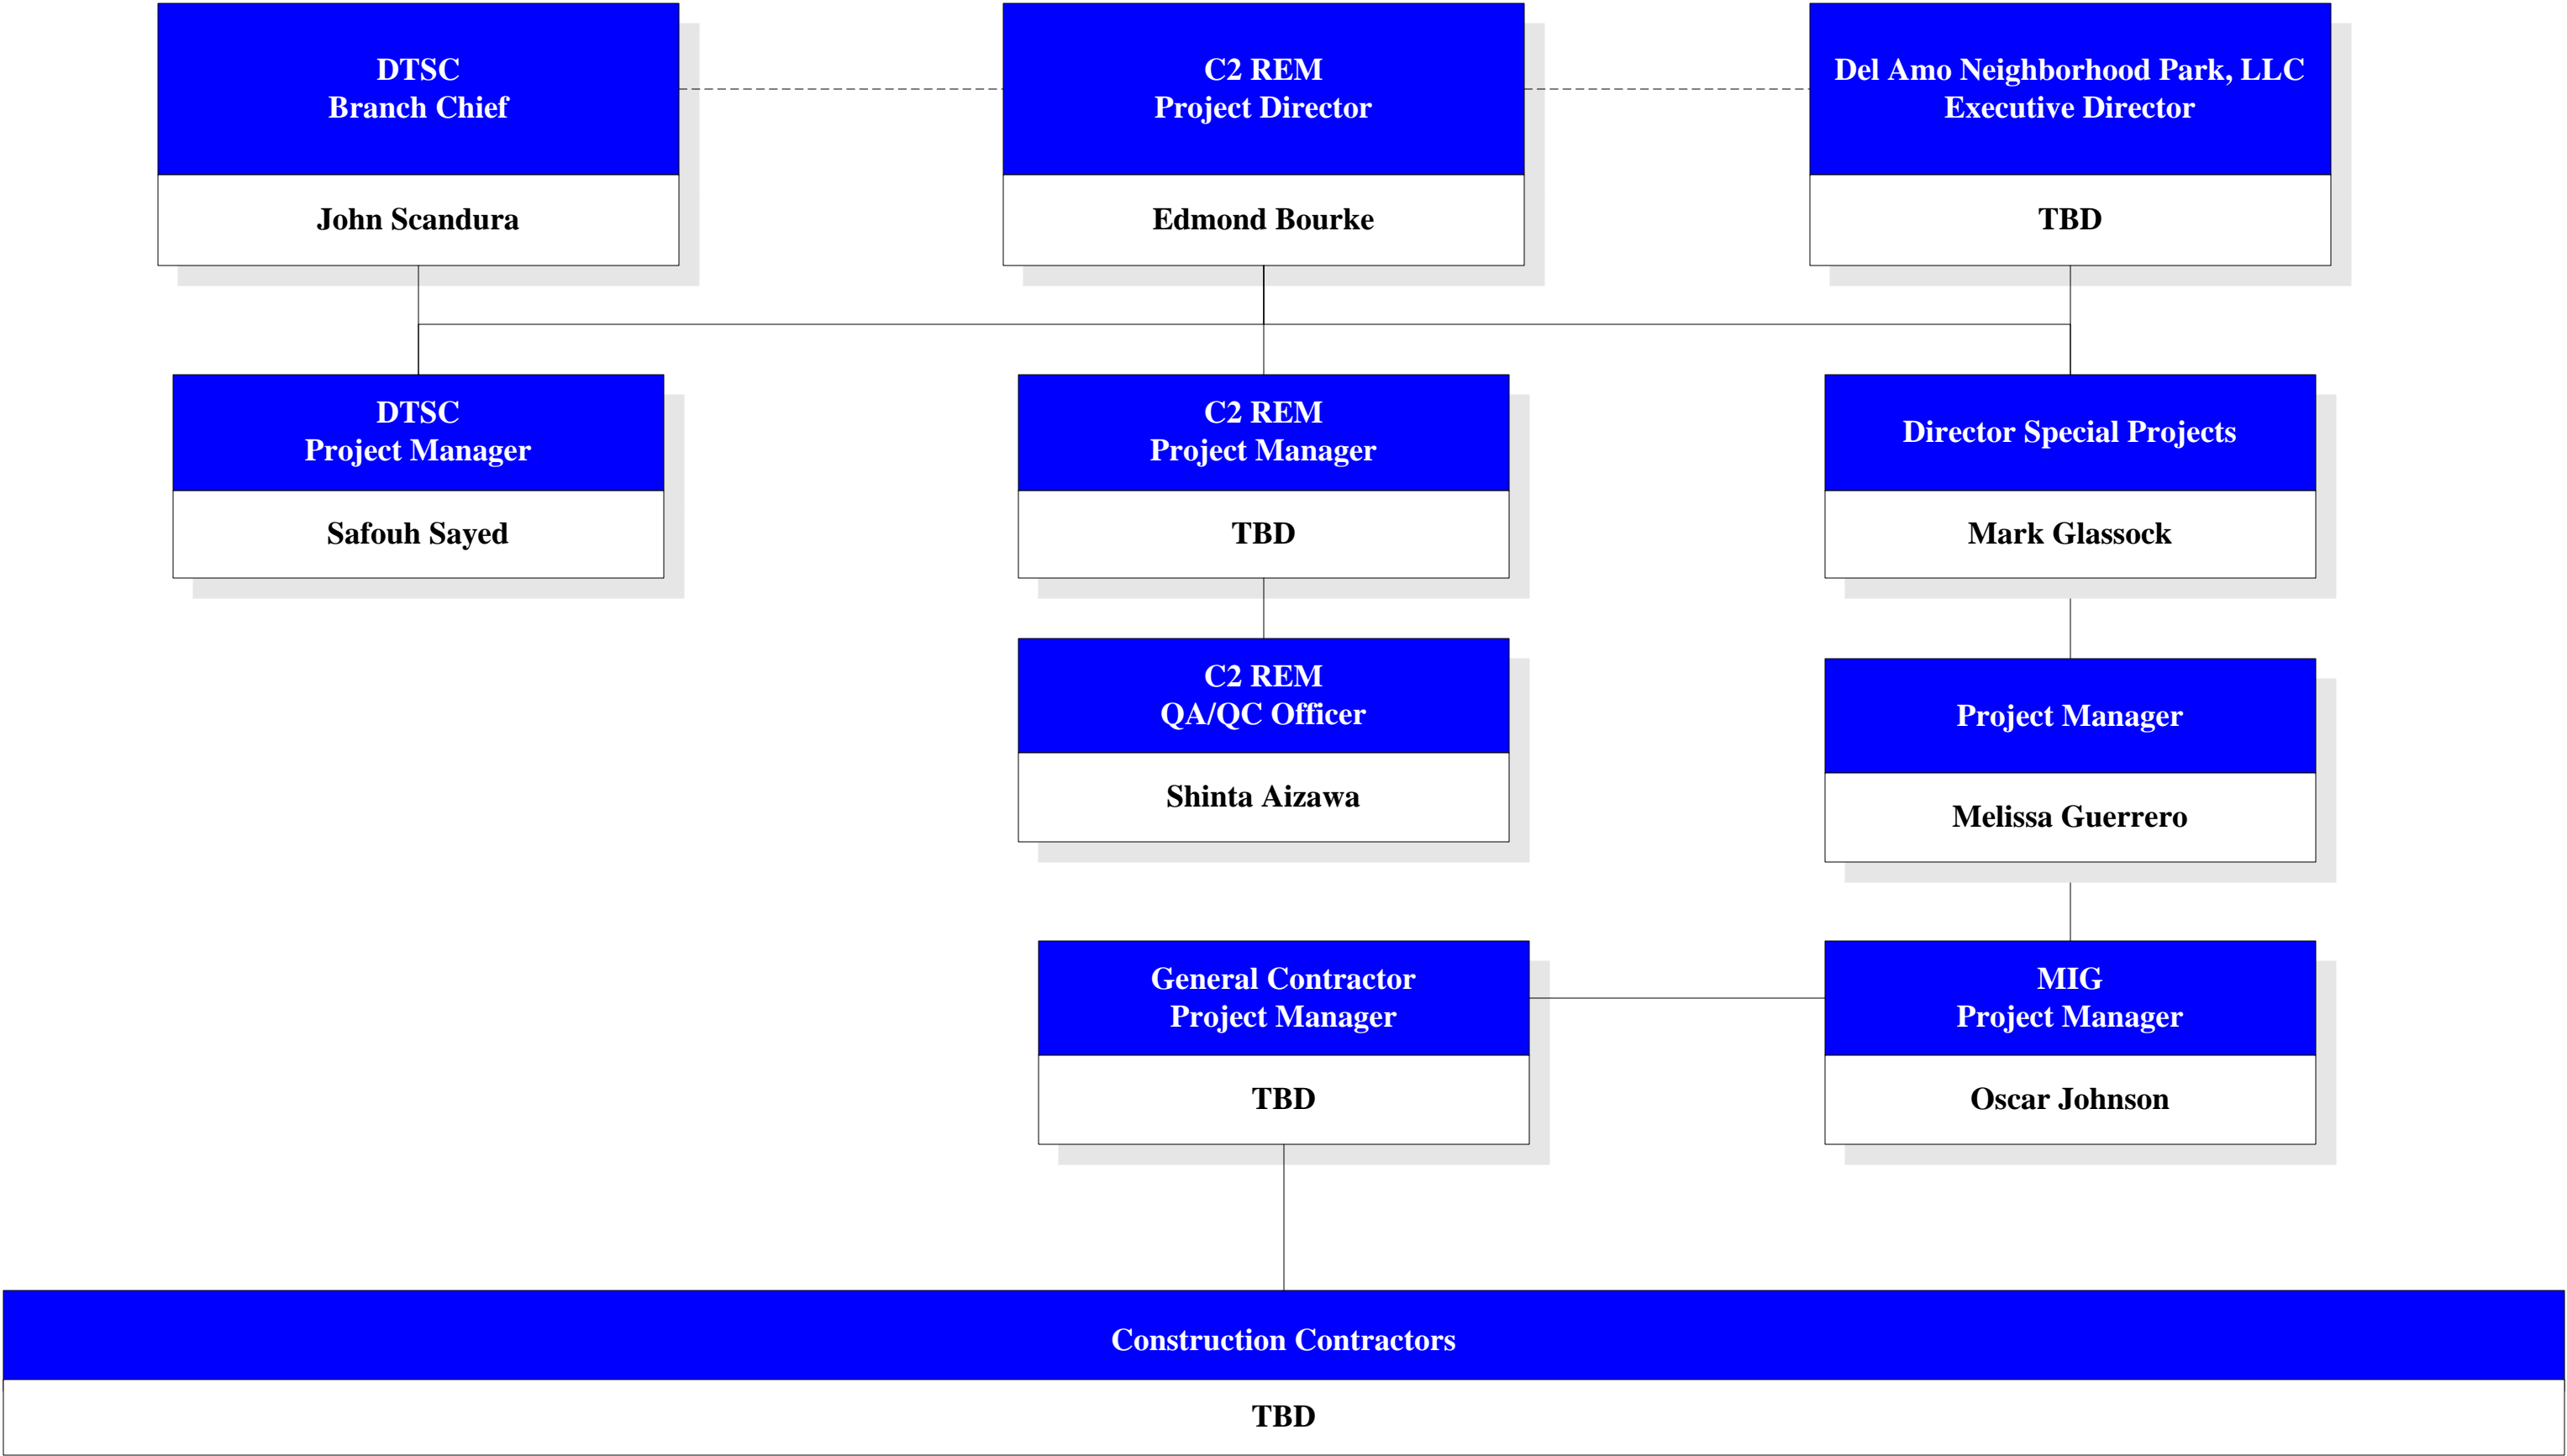 DTSC
Branch Chief
John Scandura
C2 REM
Project Director
Edmond Bourke
Del Amo Neighborhood Park, LLC
Executive Director
TBD
DTSC
Project Manager
Safouh Sayed
C2 REM
Project Manager
TBD
Director Special Projects
Mark Glassock
C2 REM
QA/QC Officer
Shinta Aizawa
Project Manager
Melissa Guerrero
General Contractor
Project Manager
TBD
MIG
Project Manager
Oscar Johnson
Construction Contractors
TBD